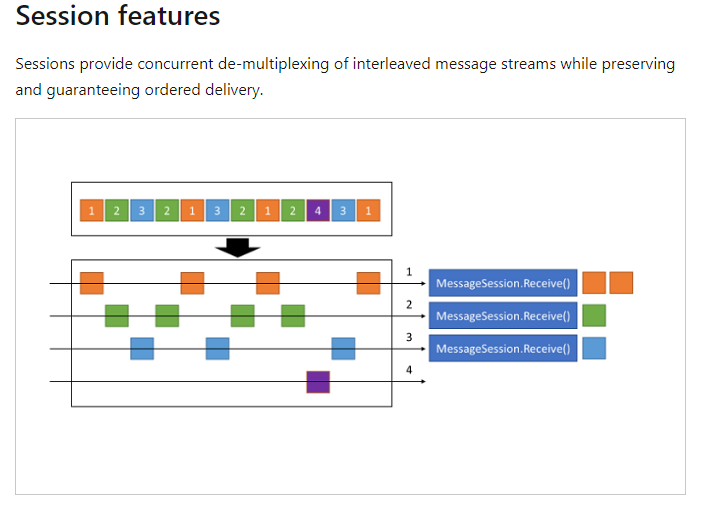 Session features
Sessions provide concurrent de-multiplexing of interleaved message streams while preserving
and guaranteeing ordered delivery.
1 2 3 2 1 3 2 1 2 4 3 1
1
MessageSession.Receive()
2
MessageSession.Receive()
3
MessageSession.Receive()
4